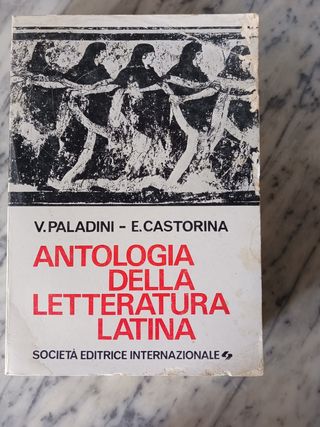 V. PALADINI - E. CASTORINA
ANTOLOGIA
DELLA
LETTERATURA
LATINA
SOCIETÀ EDITRICE INTERNAZIONALE